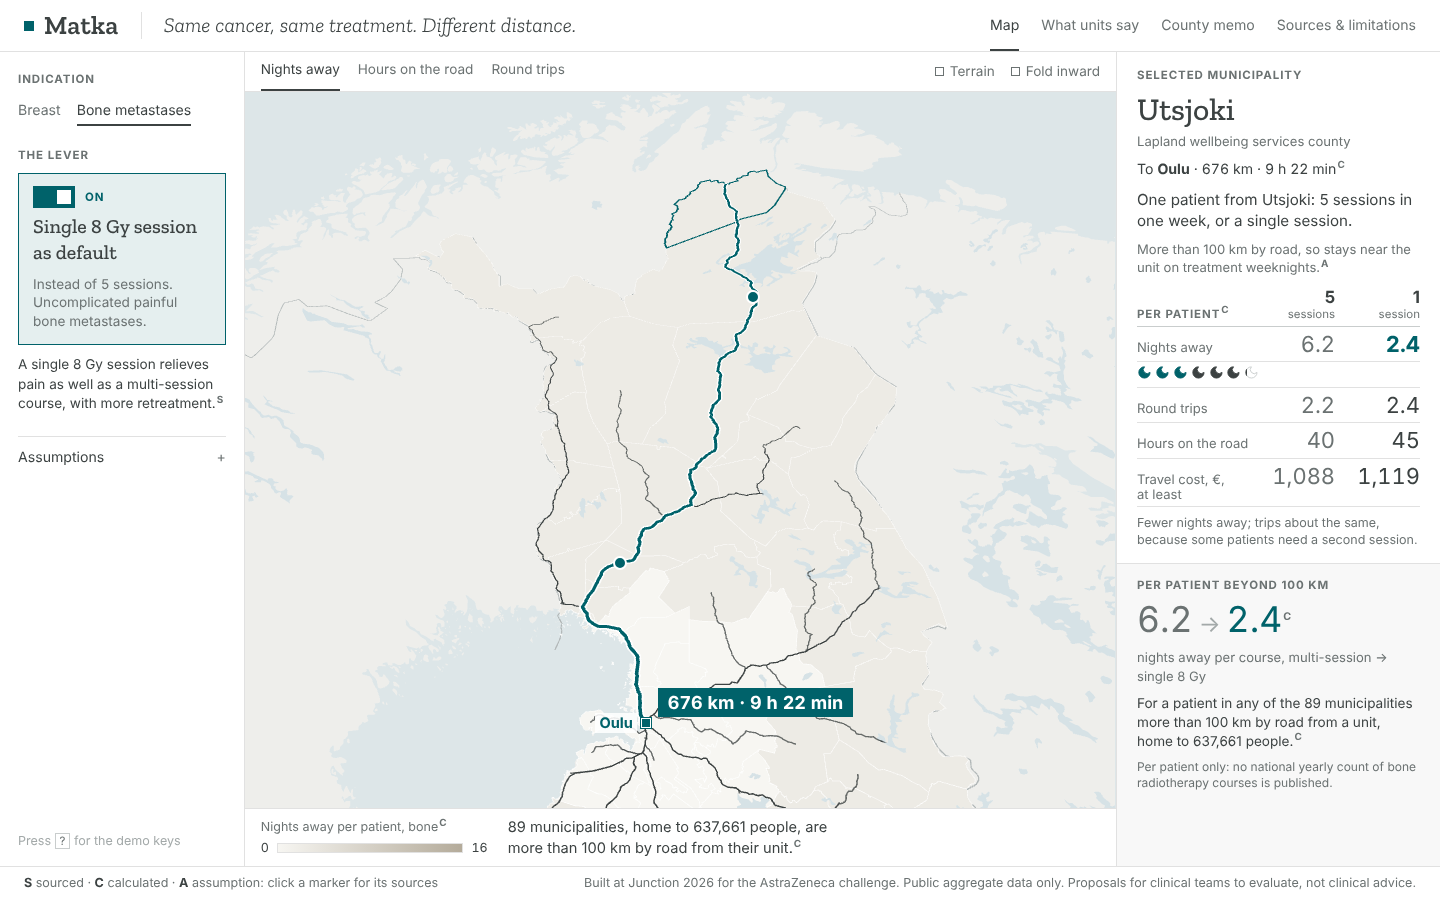 Matka
Same cancer, same treatment. Different distance.
Map
What units say
County memo
Sources & limitations
INDICATION
Breast
Bone metastases
THE LEVER
ON
Single 8 Gy session
as default
Instead of 5 sessions.
Uncomplicated painful
bone metastases.
A single 8 Gy session relieves
pain as well as a multi-session
course, with more retreatment.S
Assumptions +
Press ? for the demo keys
Nights away
Hours on the road
Round trips
Terrain
Fold inward
676 km · 9 h 22 min
Oulu
Nights away per patient, boneC
0 16
89 municipalities, home to 637,661 people, are
more than 100 km by road from their unit.C
SELECTED MUNICIPALITY
Utsjoki
Lapland wellbeing services county
To Oulu · 676 km · 9 h 22 minC
One patient from Utsjoki: 5 sessions in
one week, or a single session.
More than 100 km by road, so stays near the
unit on treatment weeknights.A
5 1
PER PATIENTC sessions session
Nights away 6.2 2.4
Round trips 2.2 2.4
Hours on the road 40 45
Travel cost, €, 1,088 1,119
at least
Fewer nights away; trips about the same,
because some patients need a second session.
PER PATIENT BEYOND 100 KM
6.2 → 2.4C
nights away per course, multi-session →
single 8 Gy
For a patient in any of the 89 municipalities
more than 100 km by road from a unit,
home to 637,661 people.C
Per patient only: no national yearly count of bone
radiotherapy courses is published.
S sourced · C calculated · A assumption: click a marker for its sources
Built at Junction 2026 for the AstraZeneca challenge. Public aggregate data only. Proposals for clinical teams to evaluate, not clinical advice.